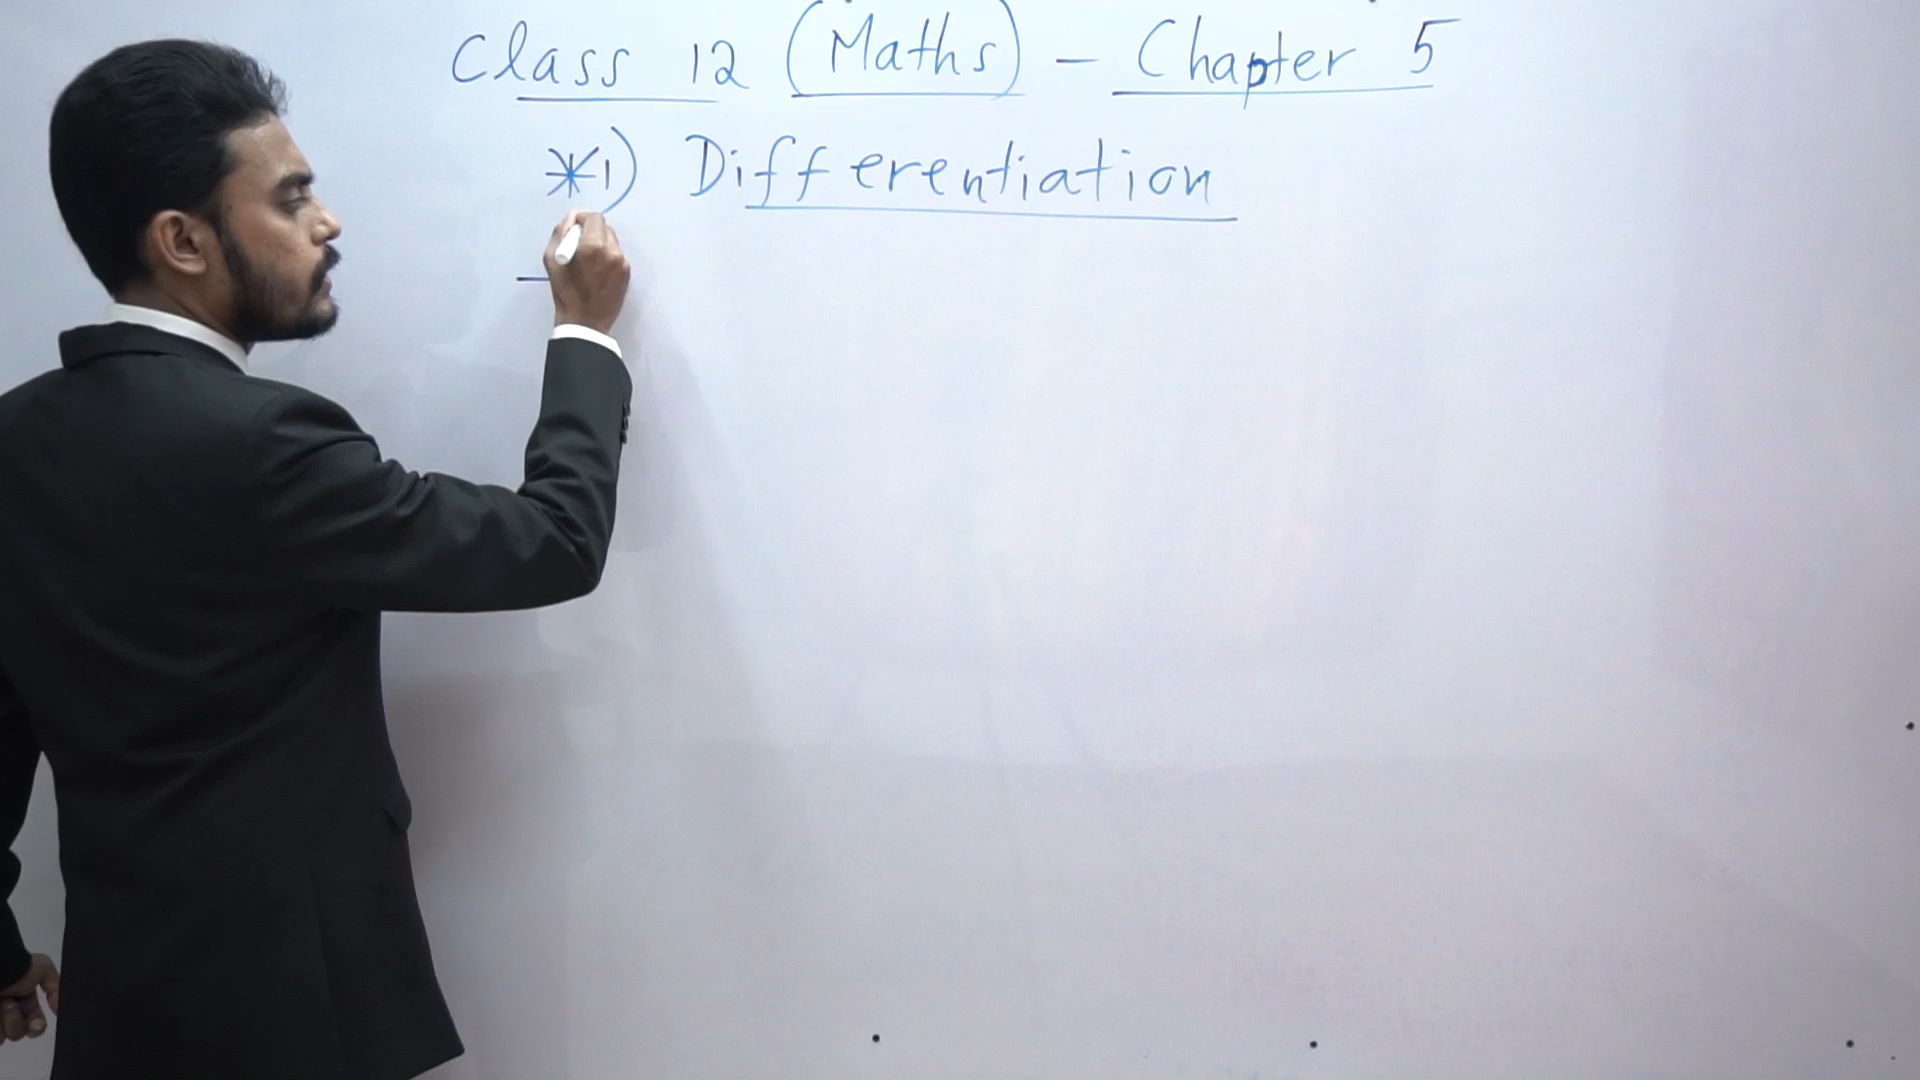 Class 12 (Maths) - Chapter 5
*1) Differentiation